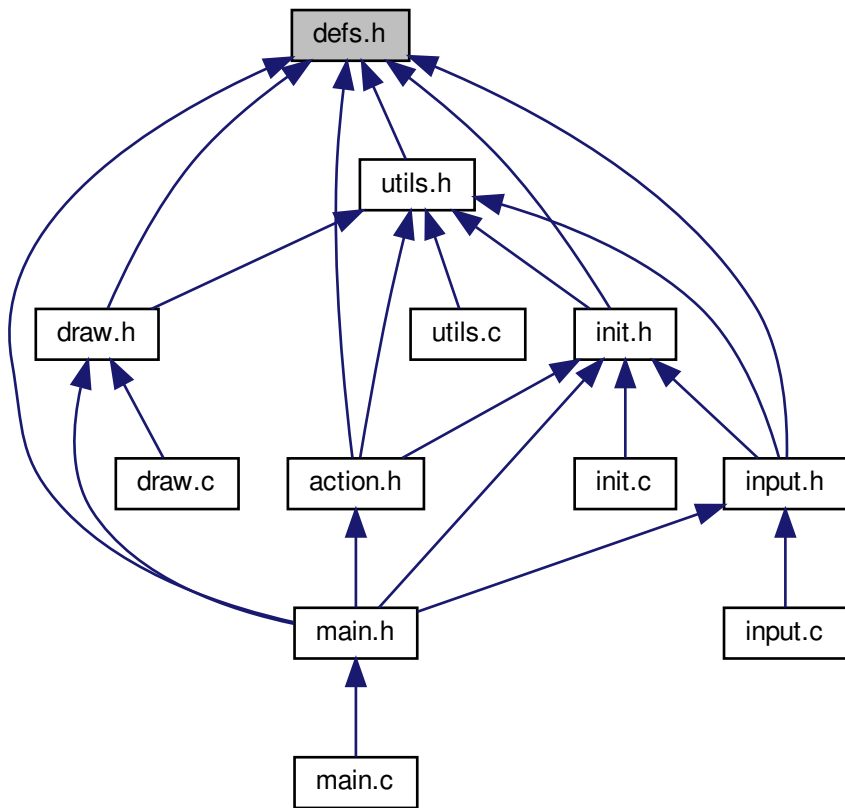 defs.h
utils.h
draw.h
utils.c
init.h
draw.c
action.h
init.c
input.h
main.h
input.c
main.c